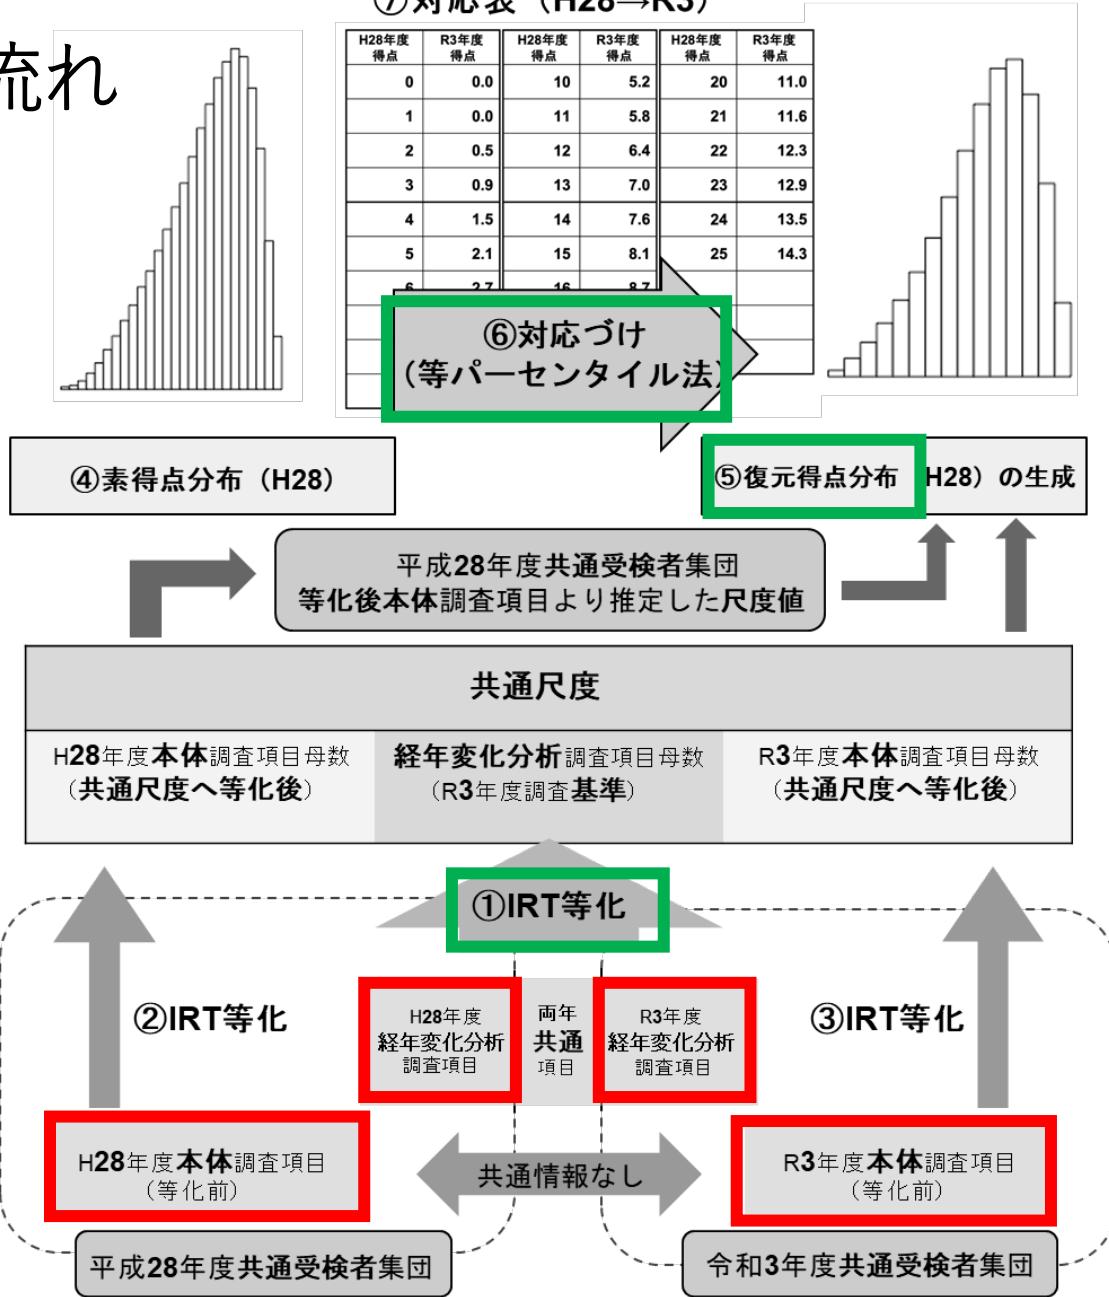 ⑦対応表（H28→R3）
流れ
H28年度得点 R3年度得点 H28年度得点 R3年度得点 H28年度得点 R3年度得点
0 0.0 10 5.2 20 11.0
1 0.0 11 5.8 21 11.6
2 0.5 12 6.4 22 12.3
3 0.9 13 7.0 23 12.9
4 1.5 14 7.6 24 13.5
5 2.1 15 8.1 25 14.3
6 2.7 16 8.7
⑥対応づけ
（等パーセンタイル法）
④素得点分布（H28）
⑤復元得点分布（H28）の生成
平成28年度共通受検者集団
等化後本体調査項目より推定した尺度値
共通尺度
H28年度本体調査項目母数
（共通尺度へ等化後）
経年変化分析調査項目母数
（R3年度調査基準）
R3年度本体調査項目母数
（共通尺度へ等化後）
①IRT等化
②IRT等化
H28年度
経年変化分析
調査項目
両年
共通
項目
R3年度
経年変化分析
調査項目
③IRT等化
H28年度本体調査項目
（等化前）
共通情報なし
R3年度本体調査項目
（等化前）
平成28年度共通受検者集団
令和3年度共通受検者集団